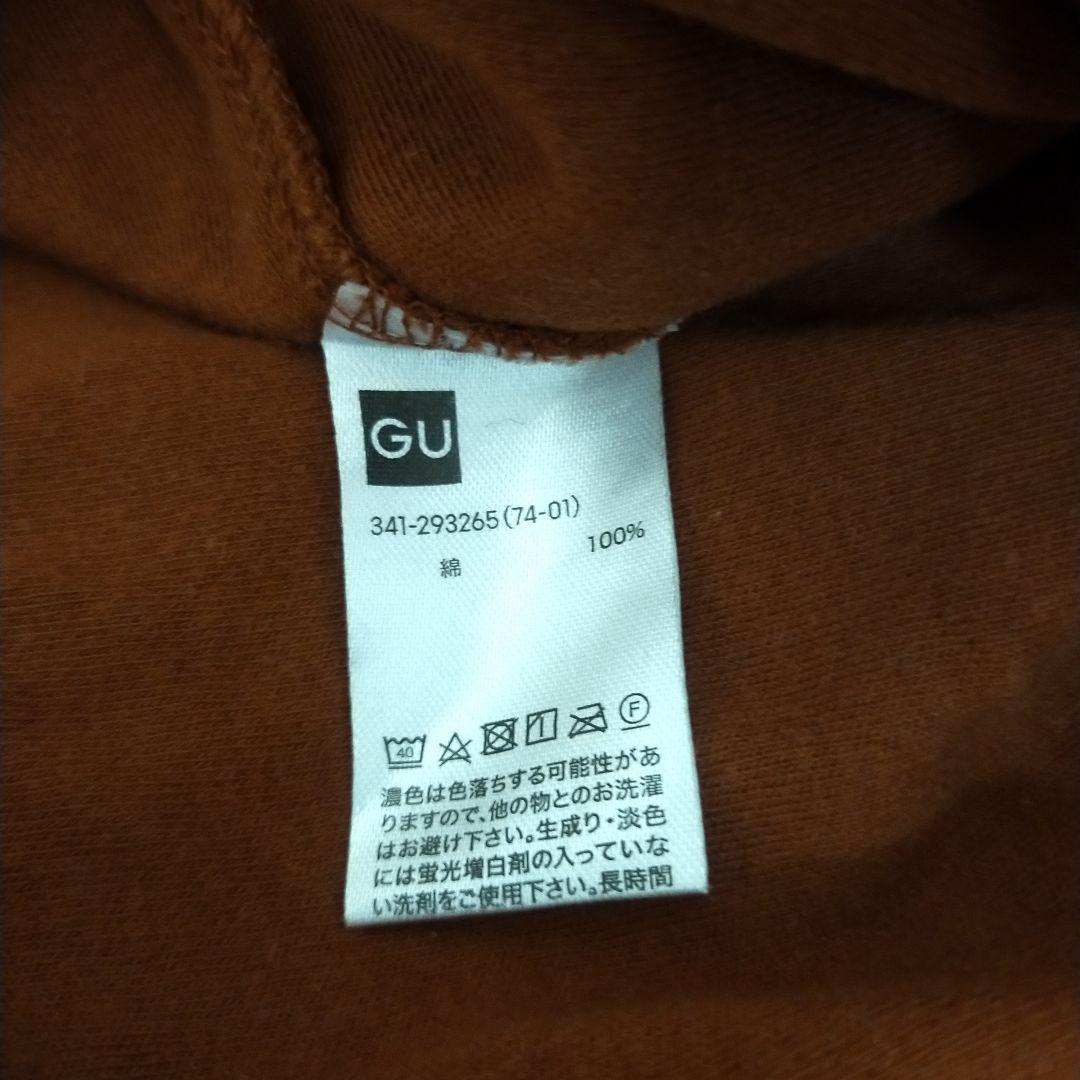 GU
341-293265(74-01)
綿 100%
40 F
濃色は色落ちする可能性があ
りますので、他の物とのお洗濯
はお避け下さい。生成り・淡色
には蛍光増白剤の入っていな
い洗剤をご使用下さい。長時間